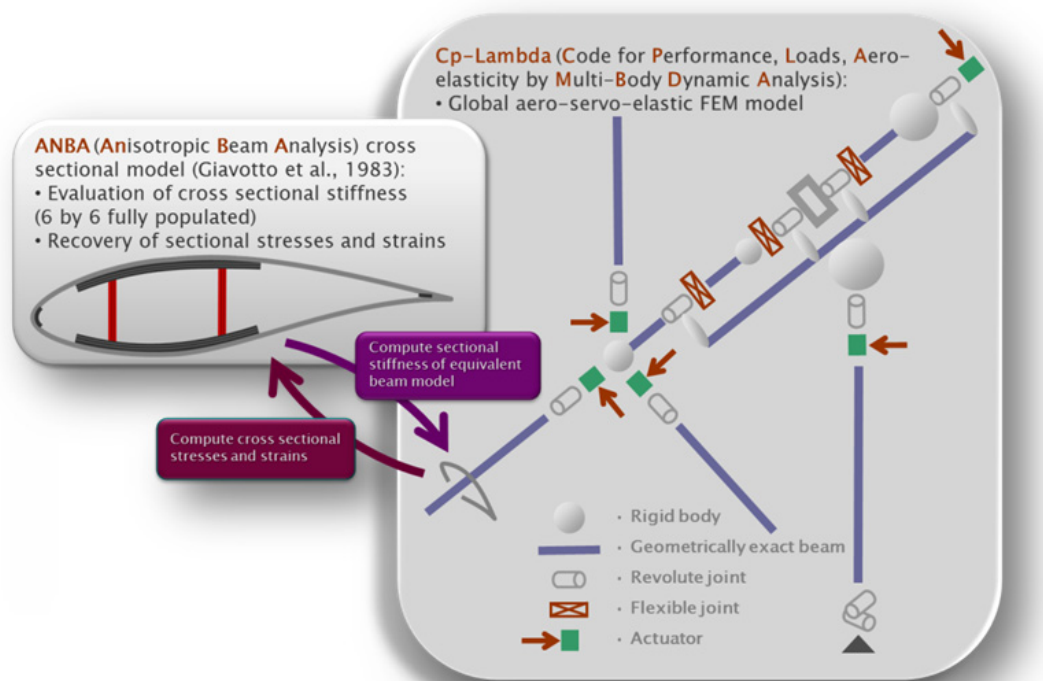 ANBA (Anisotropic Beam Analysis) cross
sectional model (Giavotto et al., 1983):
• Evaluation of cross sectional stiffness
(6 by 6 fully populated)
• Recovery of sectional stresses and strains
Cp-Lambda (Code for Performance, Loads, Aero-
elasticity by Multi-Body Dynamic Analysis):
• Global aero-servo-elastic FEM model
Compute sectional
stiffness of equivalent
beam model
Compute cross sectional
stresses and strains
· Rigid body
· Geometrically exact beam
· Revolute joint
· Flexible joint
· Actuator